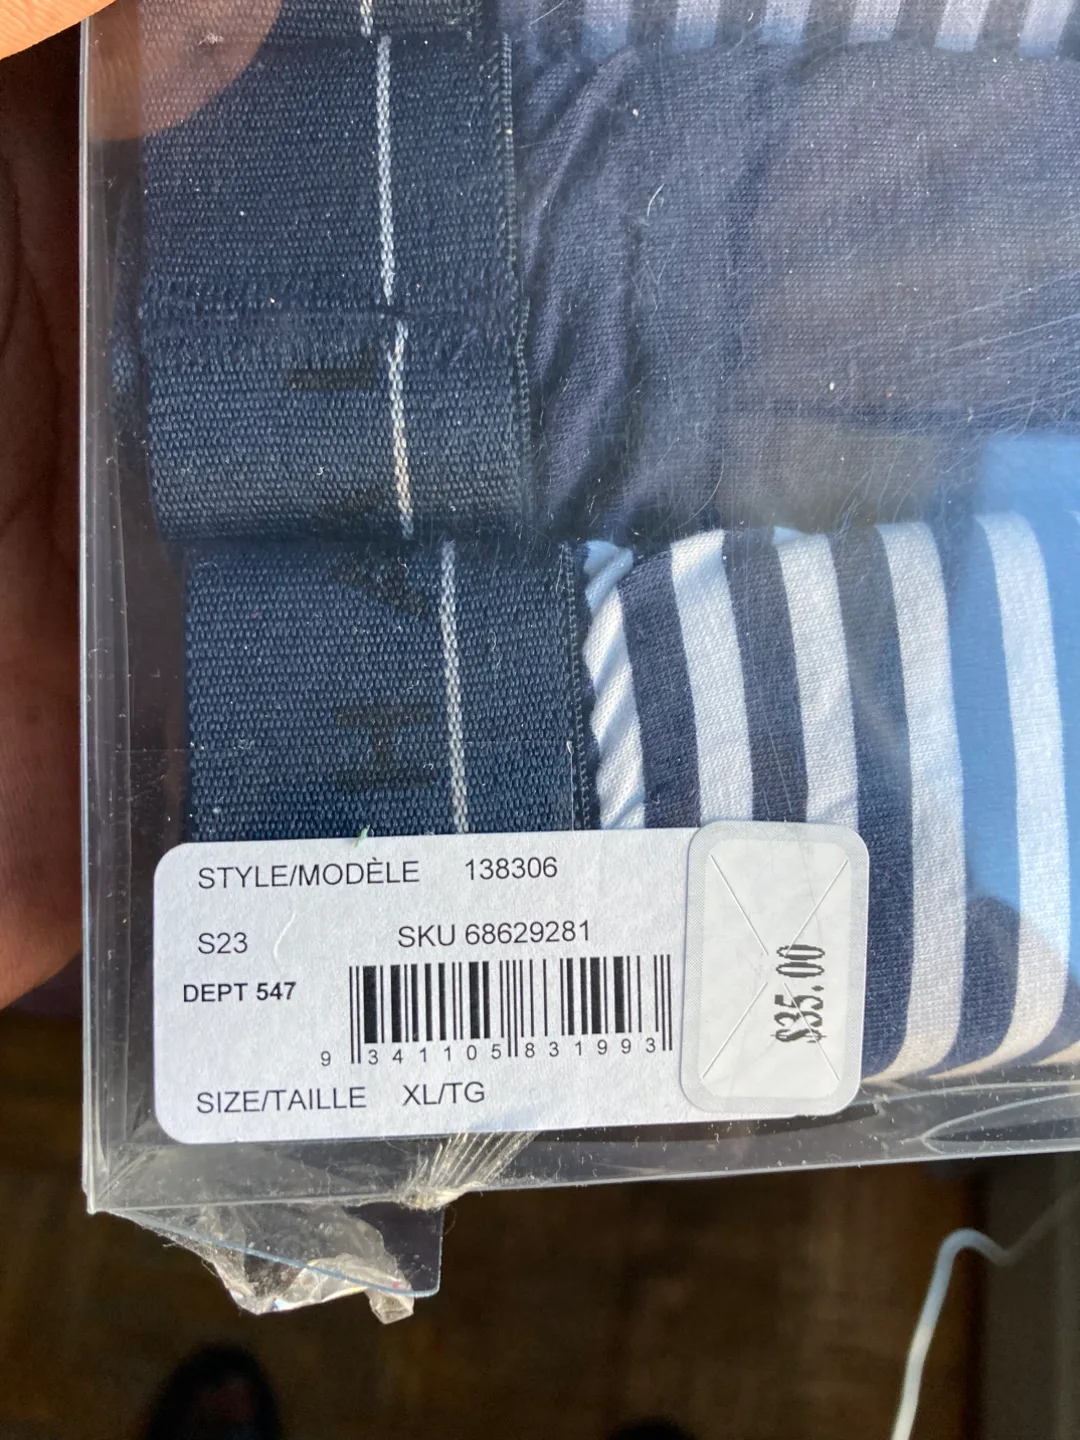 STYLE/MODÈLE 138306
S23 SKU 68629281
DEPT 547
9 341105 831993
SIZE/TAILLE XL/TG
$35.00